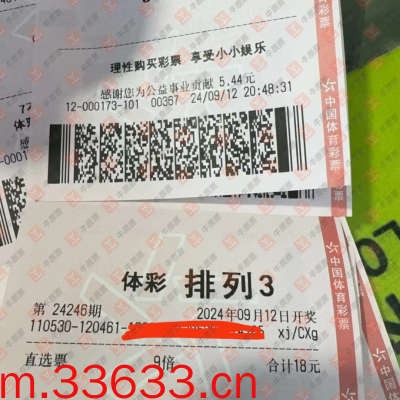 理性购买彩票 享受小小娱乐
感谢您为公益事业贡献 5.44元
12-000173-101 00367 24/09/12 20:48:31
中国体育彩票
体彩 排列3
第 24246期 2024年09月12日开奖
110530-120461- xj/CXg
直选票 9倍 合计18元
中国体育彩票
m.33633.cn